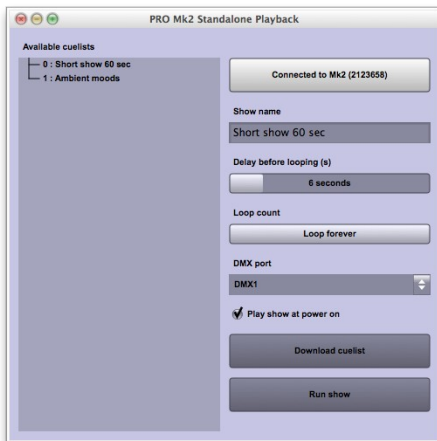 PRO Mk2 Standalone Playback
Available cuelists
0 : Short show 60 sec
1 : Ambient moods
Connected to Mk2 (2123658)
Show name
Short show 60 sec
Delay before looping (s)
6 seconds
Loop count
Loop forever
DMX port
DMX1
Play show at power on
Download cuelist
Run show